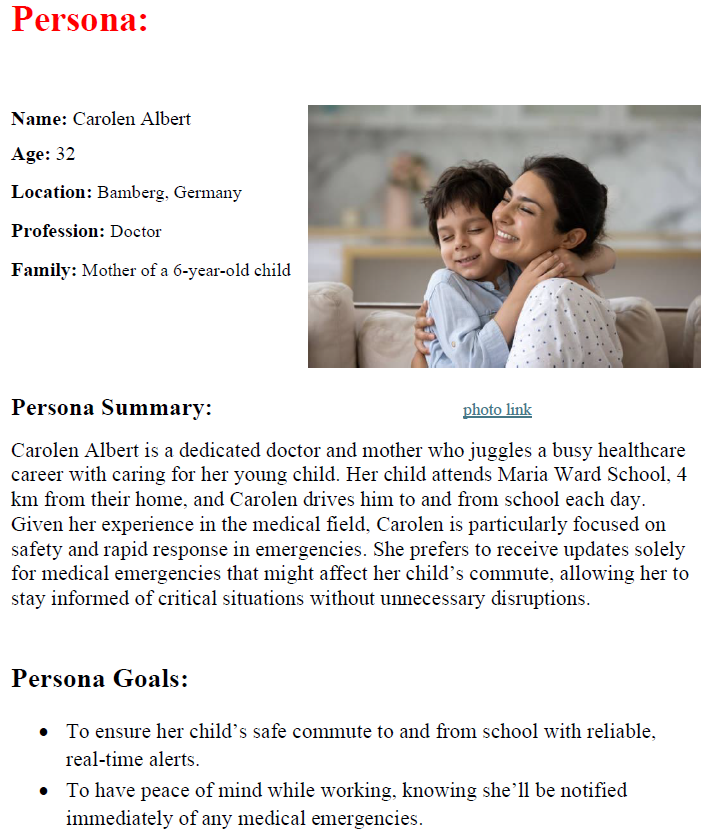 Persona:
Name: Carolen Albert
Age: 32
Location: Bamberg, Germany
Profession: Doctor
Family: Mother of a 6-year-old child
Persona Summary:
photo link
Carolen Albert is a dedicated doctor and mother who juggles a busy healthcare
career with caring for her young child. Her child attends Maria Ward School, 4
km from their home, and Carolen drives him to and from school each day.
Given her experience in the medical field, Carolen is particularly focused on
safety and rapid response in emergencies. She prefers to receive updates solely
for medical emergencies that might affect her child’s commute, allowing her to
stay informed of critical situations without unnecessary disruptions.
Persona Goals:
• To ensure her child’s safe commute to and from school with reliable,
real-time alerts.
• To have peace of mind while working, knowing she’ll be notified
immediately of any medical emergencies.